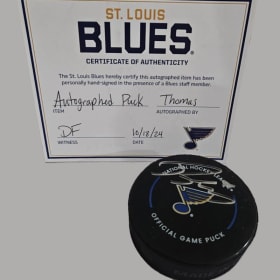 ST. LOUIS
BLUES
CERTIFICATE OF AUTHENTICITY
The St. Louis Blues hereby certify this autographed item has been
personally hand-signed in the presence of a Blues staff member.
Autographed Puck Thomas
ITEM AUTOGRAPHED BY
DF 10/18/24
WITNESS DATE
NATIONAL HOCKEY
OFFICIAL GAME PUCK